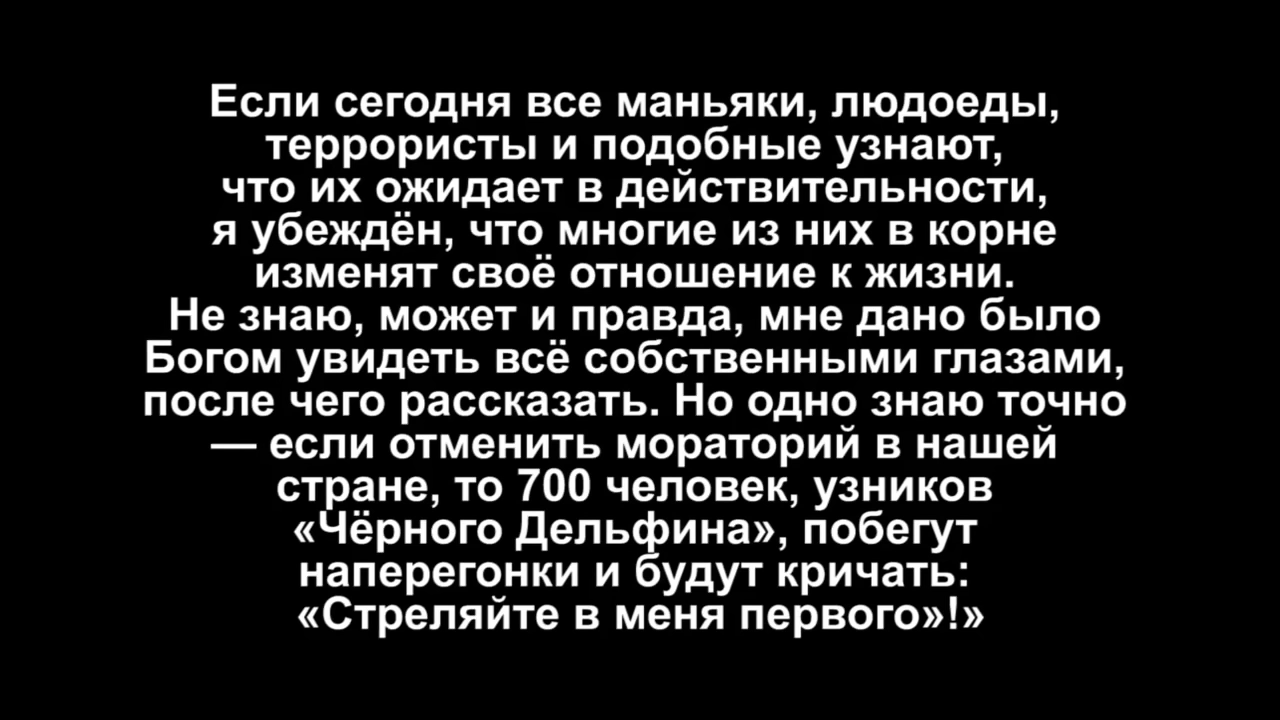 Если сегодня все маньяки, людоеды,
террористы и подобные узнают,
что их ожидает в действительности,
я убеждён, что многие из них в корне
изменят своё отношение к жизни.
Не знаю, может и правда, мне дано было
Богом увидеть всё собственными глазами,
после чего рассказать. Но одно знаю точно
— если отменить мораторий в нашей
стране, то 700 человек, узников
«Чёрного Дельфина», побегут
наперегонки и будут кричать:
«Стреляйте в меня первого»!»